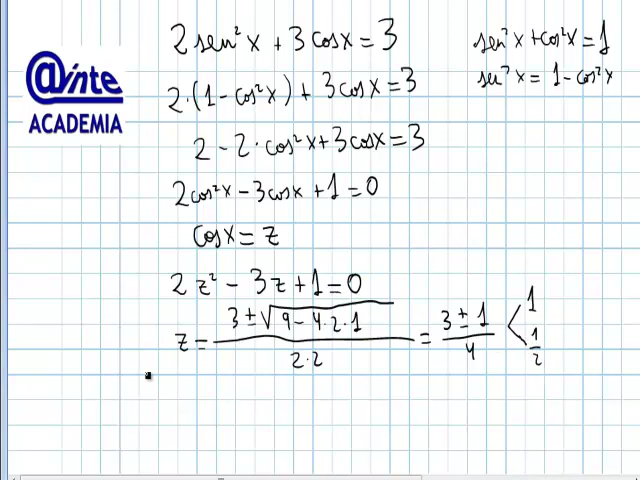 2 sen² x + 3 cos x = 3
sen² x + cos² x = 1
sen² x = 1 - cos² x
@inte
ACADEMIA
2 · (1 - cos² x) + 3 cos x = 3
2 - 2 · cos² x + 3 cos x = 3
2 cos² x - 3 cos x + 1 = 0
cos x = z
2 z² - 3 z + 1 = 0
z = (3 ± √(9 - 4 · 2 · 1)) / (2 · 2) = (3 ± 1) / 4 < 1
1/2